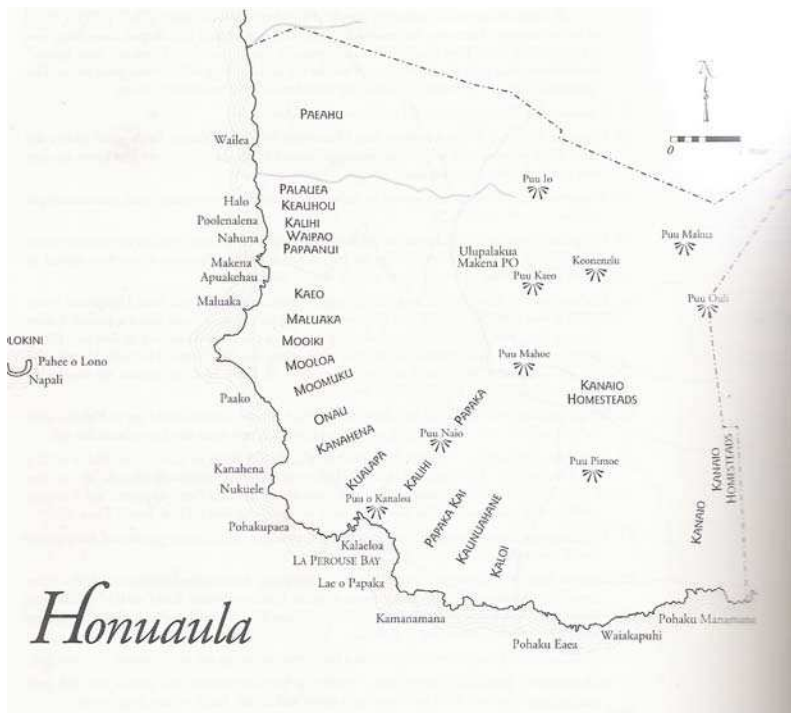 PAEAHU
N
0
Wailea
Puu Io
PALAUEA
KEAUHOU
Halo
Poolenalena
KALIHI
Nahuna
WAIPAO
PAPAANUI
Puu Makua
Makena
Apuakehau
Ulupalakua
Makena PO
Keonenelu
Puu Kaeo
KAEO
Maluaka
Puu Ouli
MALUAKA
OLOKINI
MOOIKI
Pahee o Lono
Napali
MOOLOA
Puu Mahoe
MOOMUKU
KANAIO
HOMESTEADS
Paako
ONAU
PAPAKA
KANAHENA
Puu Naio
KANAIO
HOMESTEADS
Kanahena
KUALAPA
KALIHI
Puu Pimoe
Nukuele
Puu o Kanaloa
PAPAKA KAI
KAUNUAHANE
KANAIO
Pohakupaea
Kalaeloa
KALOI
LA PEROUSE BAY
Lae o Papaka
Honuaula
Kamanamana
Pohaku Manamana
Waiakapuhi
Pohaku Eaea